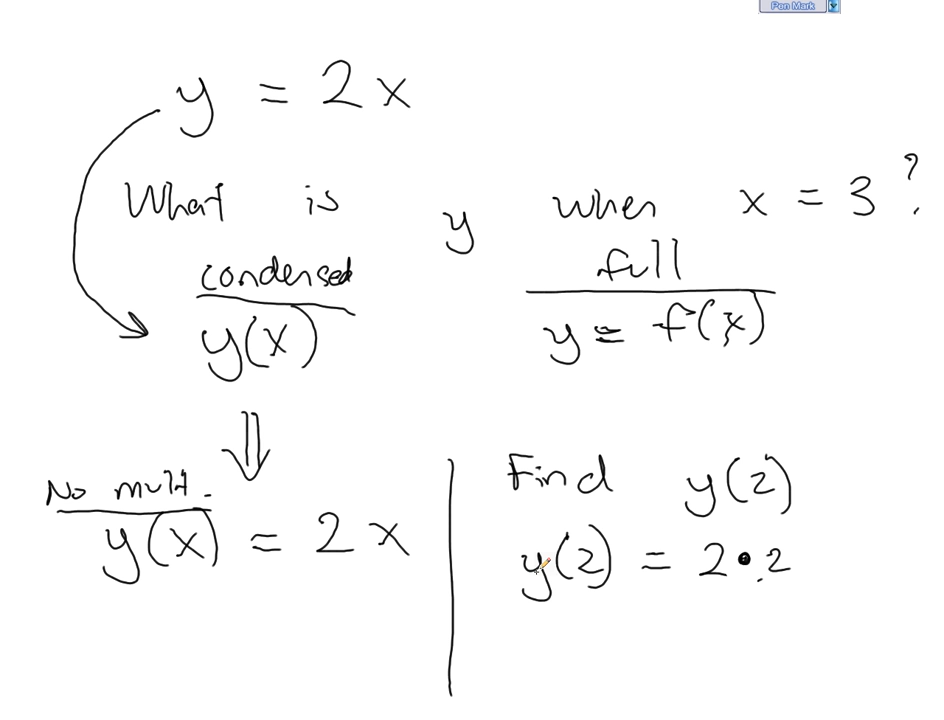 Pen Mark
y = 2x
What is y when x = 3?
condensed
y(x)
full
y = f(x)
No mult.
y(x) = 2x
Find y(2)
y(2) = 2•2